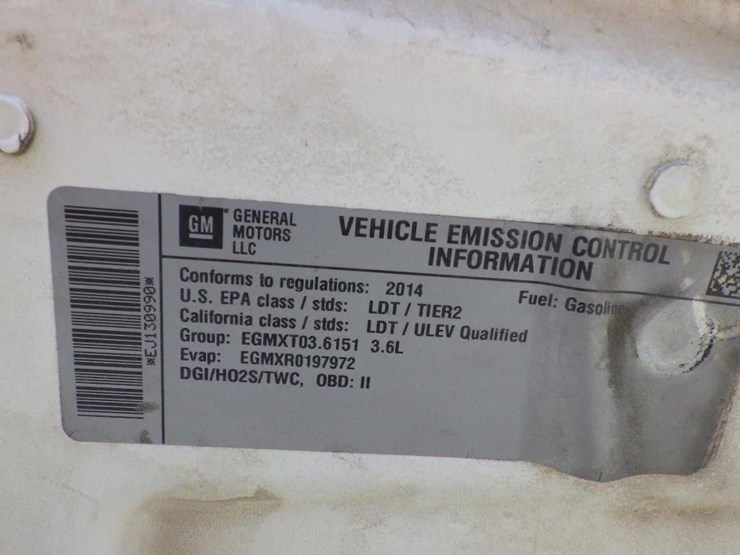 *EJ130990*
GM
GENERAL MOTORS LLC
VEHICLE EMISSION CONTROL
INFORMATION
Conforms to regulations: 2014
Fuel: Gasoline
U.S. EPA class / stds: LDT / TIER2
California class / stds: LDT / ULEV Qualified
Group: EGMXT03.6151 3.6L
Evap: EGMXR0197972
DGI/HO2S/TWC, OBD: II